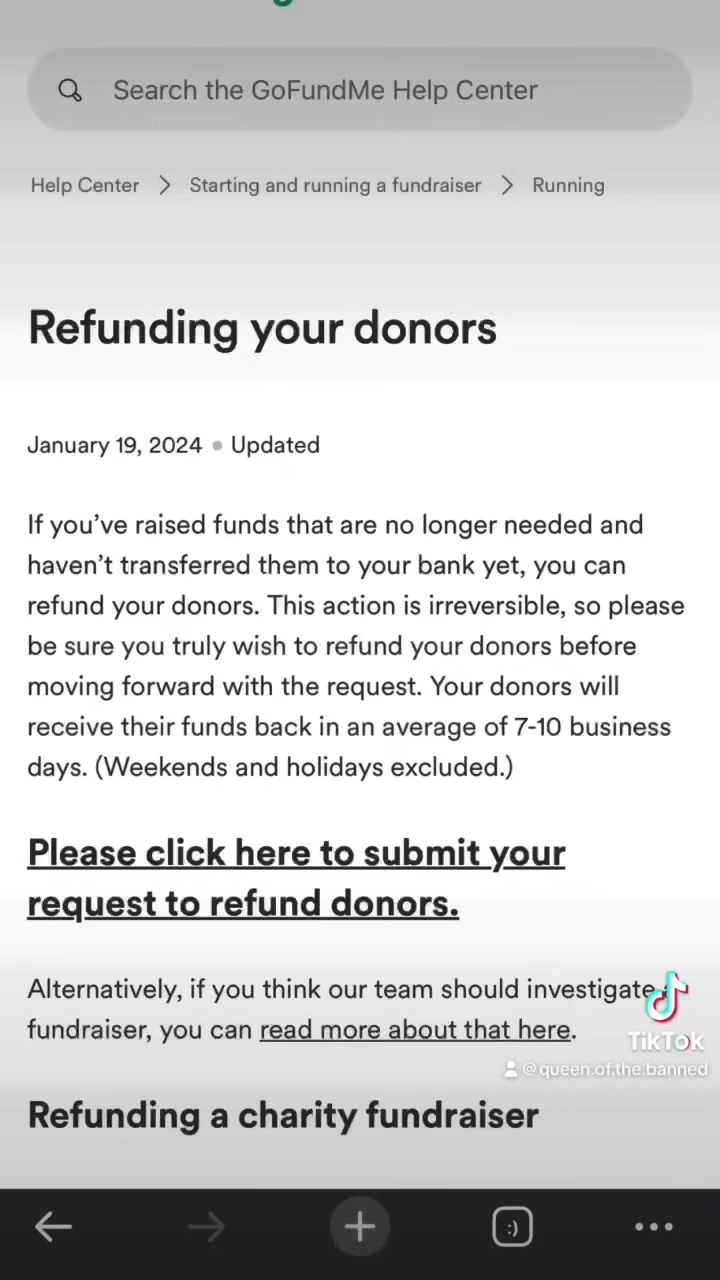 Search the GoFundMe Help Center
Help Center > Starting and running a fundraiser > Running
Refunding your donors
January 19, 2024 • Updated
If you’ve raised funds that are no longer needed and
haven’t transferred them to your bank yet, you can
refund your donors. This action is irreversible, so please
be sure you truly wish to refund your donors before
moving forward with the request. Your donors will
receive their funds back in an average of 7-10 business
days. (Weekends and holidays excluded.)
Please click here to submit your
request to refund donors.
Alternatively, if you think our team should investigate a
fundraiser, you can read more about that here.
TikTok
@queen.of.the.banned
Refunding a charity fundraiser
:)